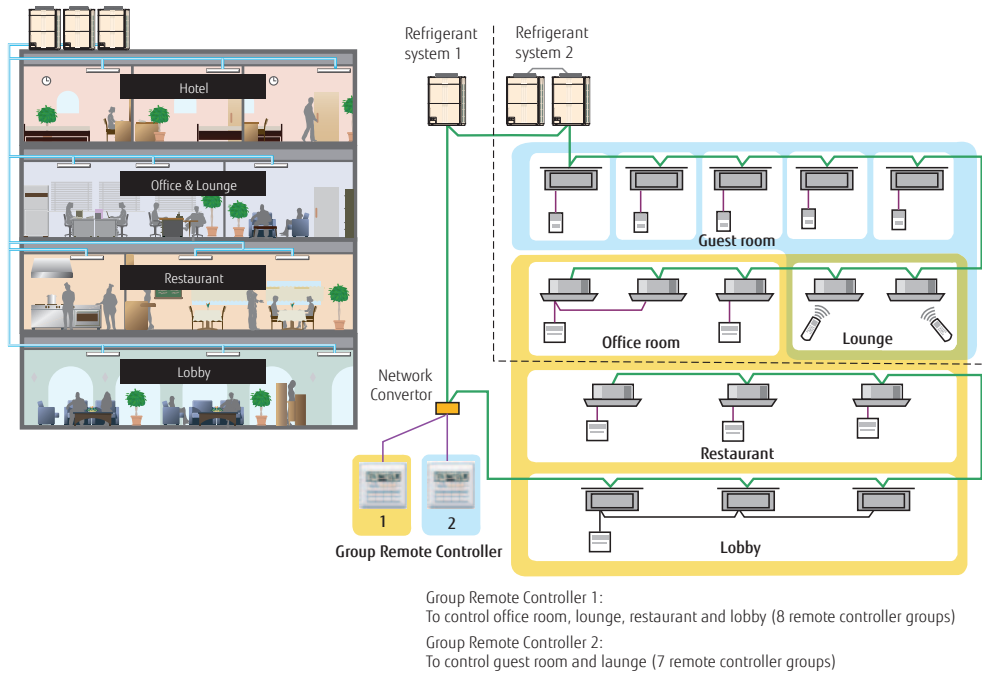 Hotel
Office & Lounge
Restaurant
Lobby
Refrigerant
system 1
Refrigerant
system 2
Guest room
Office room
Lounge
Network
Convertor
Restaurant
1
2
Group Remote Controller
Lobby
Group Remote Controller 1:
To control office room, lounge, restaurant and lobby (8 remote controller groups)
Group Remote Controller 2:
To control guest room and launge (7 remote controller groups)